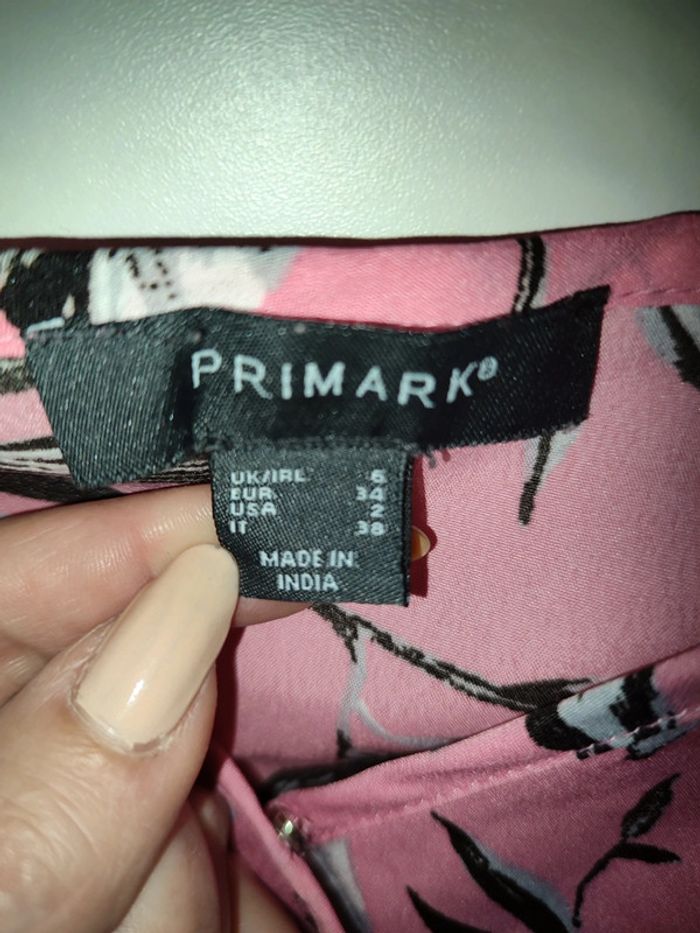 PRIMARK®
UK/IRL 6
EUR 34
USA 2
IT 38
MADE IN
INDIA